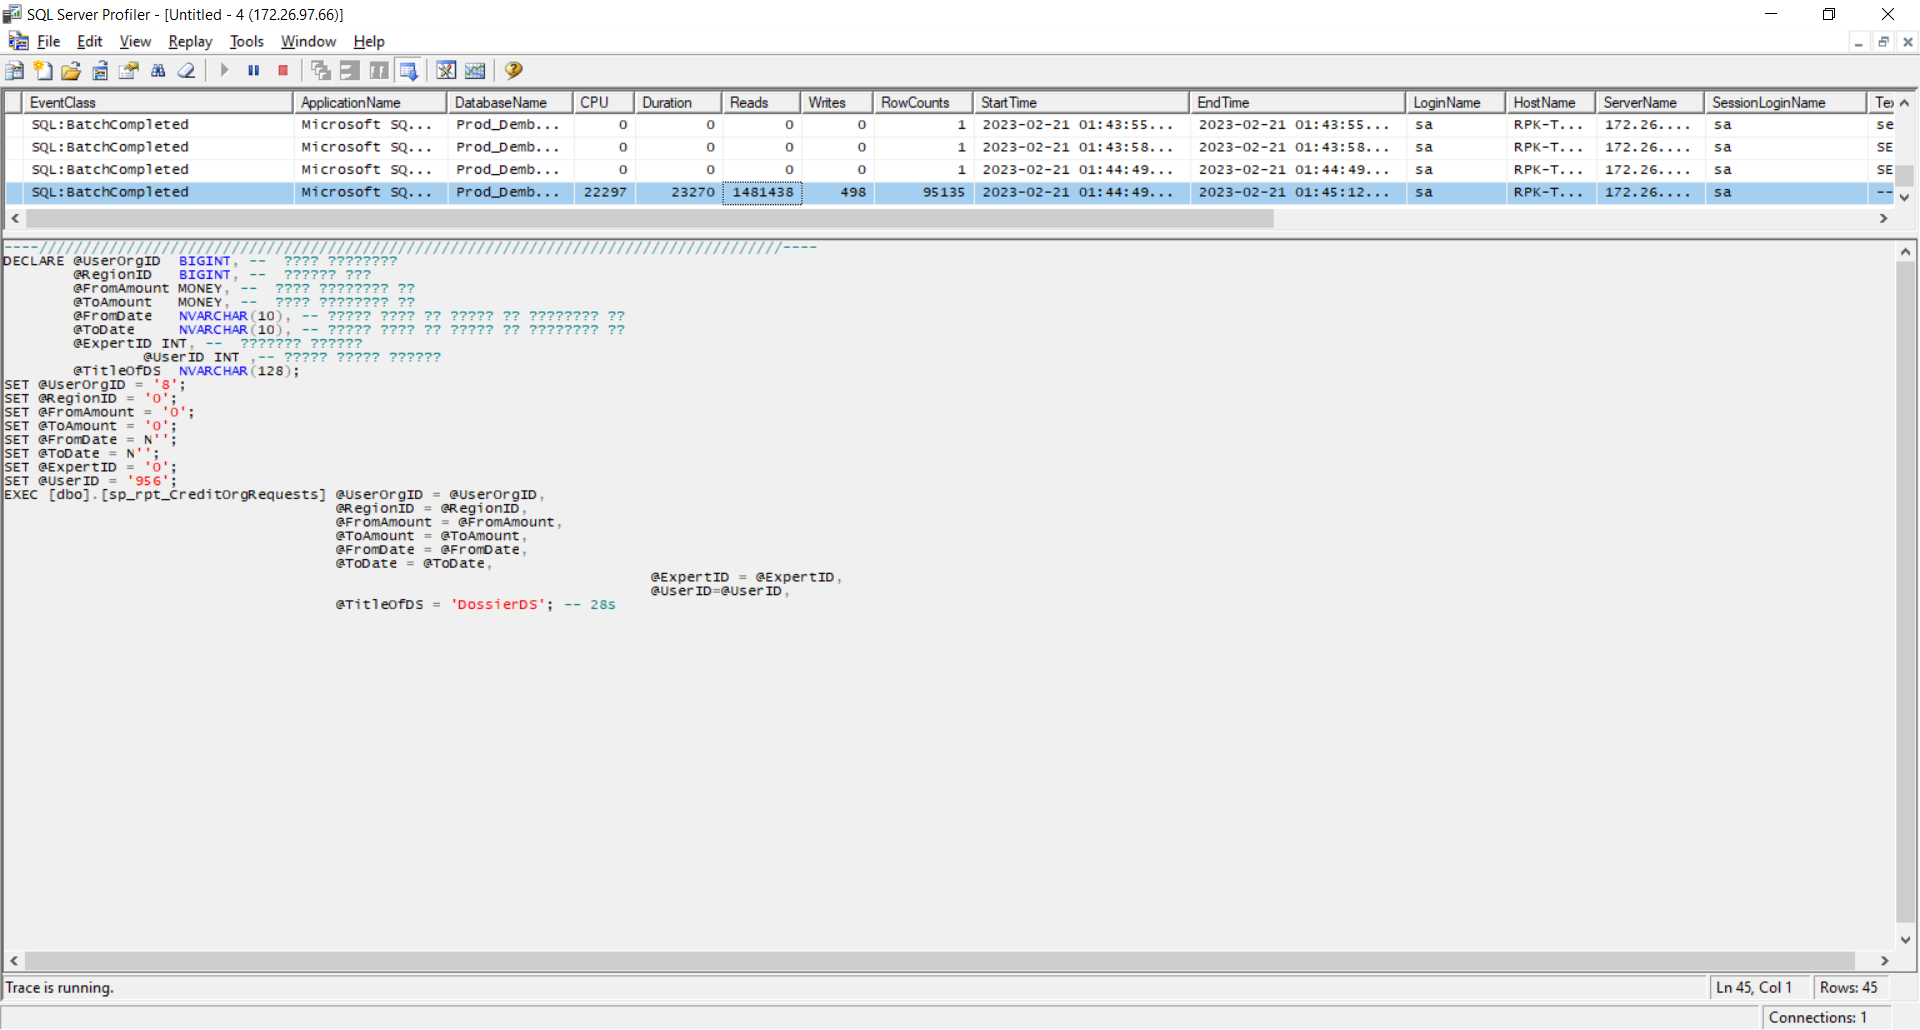 SQL Server Profiler - [Untitled - 4 (172.26.97.66)]
File Edit View Replay Tools Window Help
EventClass ApplicationName DatabaseName CPU Duration Reads Writes RowCounts StartTime EndTime LoginName HostName ServerName SessionLoginName Te
SQL:BatchCompleted Microsoft SQ... Prod_Demb... 0 0 0 0 1 2023-02-21 01:43:55... 2023-02-21 01:43:55... sa RPK-T... 172.26.... sa se
SQL:BatchCompleted Microsoft SQ... Prod_Demb... 0 0 0 0 1 2023-02-21 01:43:58... 2023-02-21 01:43:58... sa RPK-T... 172.26.... sa SE
SQL:BatchCompleted Microsoft SQ... Prod_Demb... 0 0 0 0 1 2023-02-21 01:44:49... 2023-02-21 01:44:49... sa RPK-T... 172.26.... sa SE
SQL:BatchCompleted Microsoft SQ... Prod_Demb... 22297 23270 1481438 498 95135 2023-02-21 01:44:49... 2023-02-21 01:45:12... sa RPK-T... 172.26.... sa --
----/////////////////////////////////////////////////////////////////////////////////////----
DECLARE @UserOrgID BIGINT, -- ???? ????????
@RegionID BIGINT, -- ?????? ???
@FromAmount MONEY, -- ???? ???????? ??
@ToAmount MONEY, -- ???? ???????? ??
@FromDate NVARCHAR(10), -- ????? ???? ?? ????? ?? ???????? ??
@ToDate NVARCHAR(10), -- ????? ???? ?? ????? ?? ???????? ??
@ExpertID INT, -- ??????? ??????
@UserID INT ,-- ????? ????? ??????
@TitleOfDS NVARCHAR(128);
SET @UserOrgID = '8';
SET @RegionID = '0';
SET @FromAmount = '0';
SET @ToAmount = '0';
SET @FromDate = N'';
SET @ToDate = N'';
SET @ExpertID = '0';
SET @UserID = '956';
EXEC [dbo].[sp_rpt_CreditOrgRequests] @UserOrgID = @UserOrgID,
@RegionID = @RegionID,
@FromAmount = @FromAmount,
@ToAmount = @ToAmount,
@FromDate = @FromDate,
@ToDate = @ToDate,
@ExpertID = @ExpertID,
@UserID=@UserID,
@TitleOfDS = 'DossierDS'; -- 28s
Trace is running.
Ln 45, Col 1 Rows: 45
Connections: 1